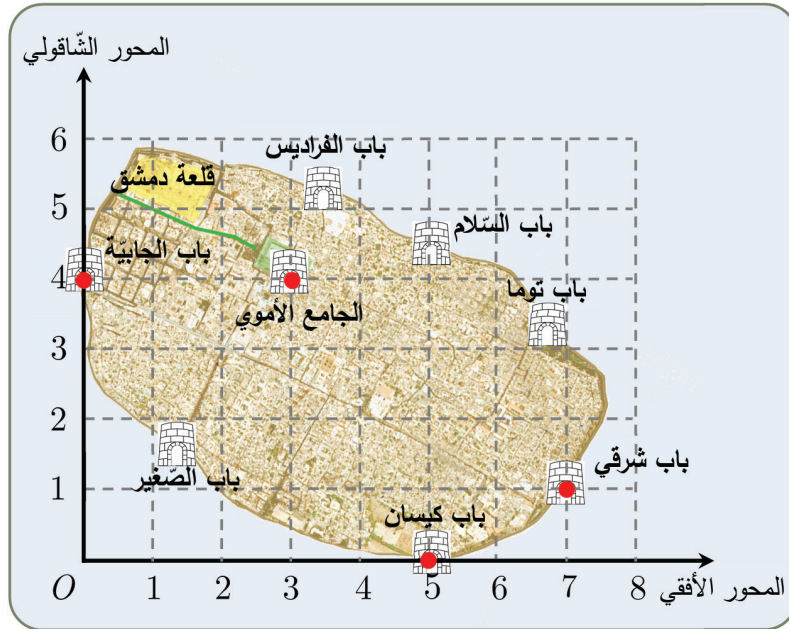 المحور الشّاقولي
6
باب الفراديس
قلعة دمشق
5
باب السّلام
باب الجابيّة
4
باب توما
الجامع الأموي
3
2
باب شرقي
باب الصّغير
1
باب كيسان
O 1 2 3 4 5 6 7 8 المحور الأفقي